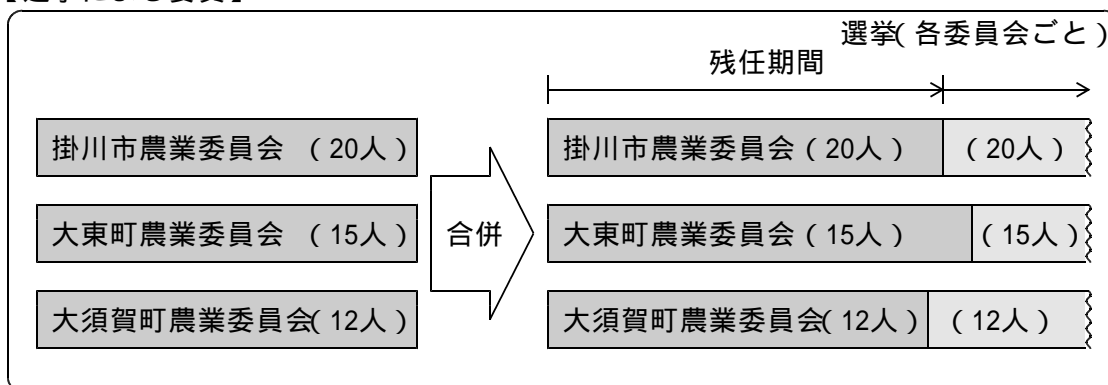 選挙(各委員会ごと)
残任期間
掛川市農業委員会 (20人)
掛川市農業委員会(20人)
(20人)
大東町農業委員会 (15人)
合併
大東町農業委員会(15人)
(15人)
大須賀町農業委員会(12人)
大須賀町農業委員会(12人)
(12人)